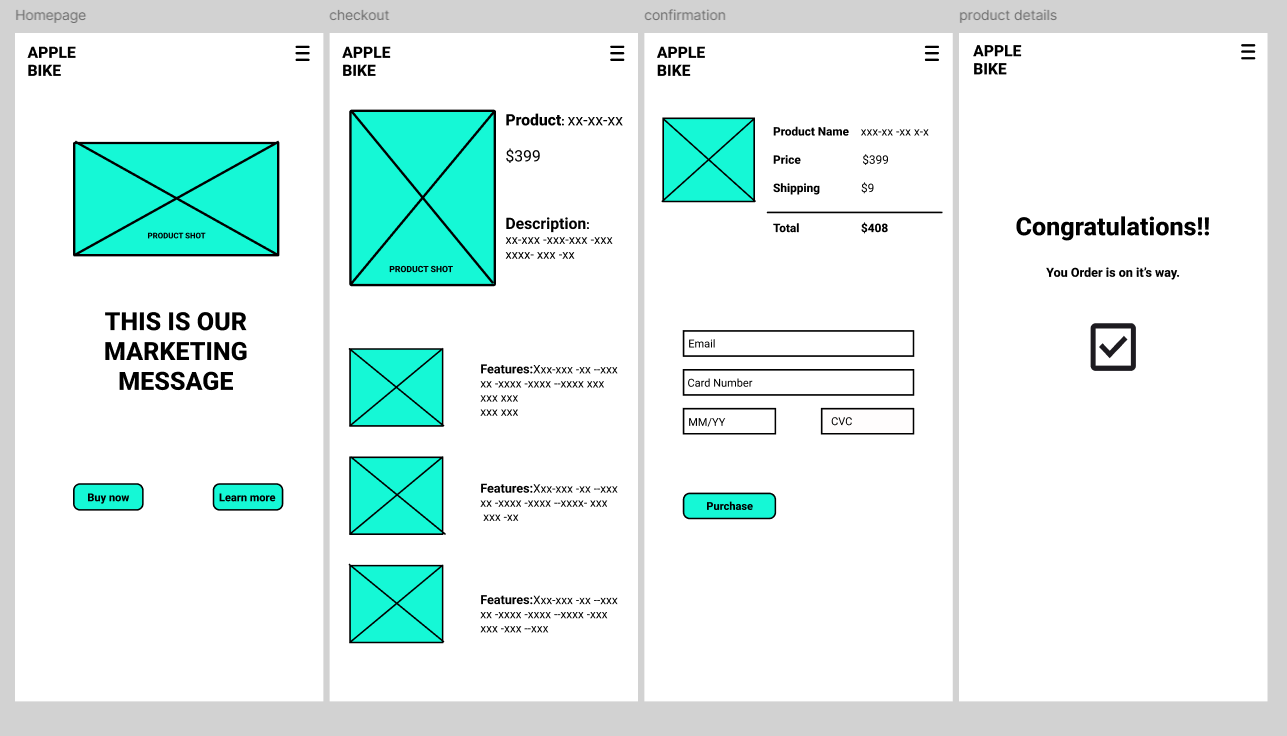 Homepage
APPLE
BIKE
PRODUCT SHOT
THIS IS OUR
MARKETING
MESSAGE
Buy now
Learn more
checkout
APPLE
BIKE
PRODUCT SHOT
Product: xx-xx-xx
$399
Description:
xx-xxx -xxx-xxx -xxx
xxxx- xxx -xx
Features:Xxx-xxx -xx --xxx
xx -xxxx -xxxx --xxxx xxx
xxx xxx
xxx xxx
Features:Xxx-xxx -xx --xxx
xx -xxxx -xxxx --xxxx- xxx
xxx -xx
Features:Xxx-xxx -xx --xxx
xx -xxxx -xxxx --xxxx -xxx
xxx -xxx --xxx
confirmation
APPLE
BIKE
Product Name xxx-xx -xx x-x
Price $399
Shipping $9
Total $408
Email
Card Number
MM/YY CVC
Purchase
product details
APPLE
BIKE
Congratulations!!
You Order is on it's way.